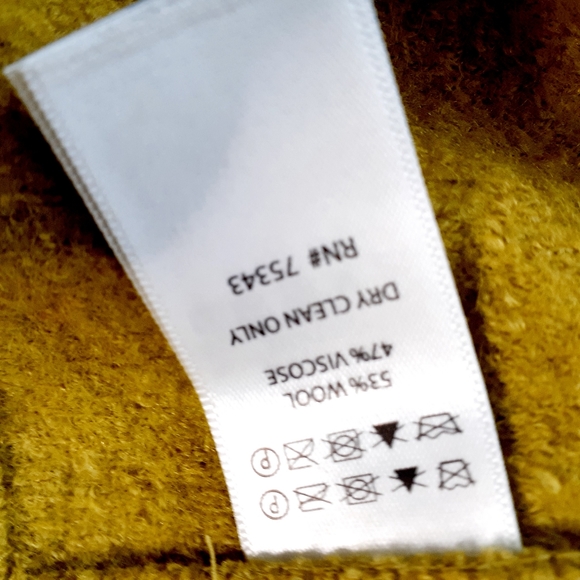 P
P
53% WOOL
47% VISCOSE
DRY CLEAN ONLY
RN# 75343